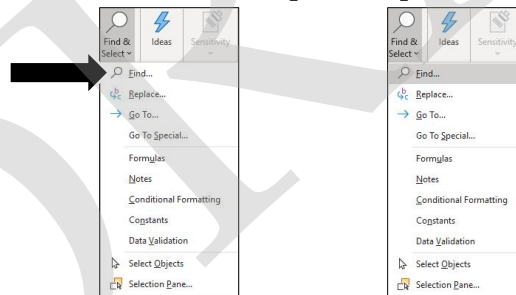 Find & Select
Ideas
Sensitivity
Find...
Replace...
Go To...
Go To Special...
Formulas
Notes
Conditional Formatting
Constants
Data Validation
Select Objects
Selection Pane...
Find & Select
Ideas
Sensitivity
Find...
Replace...
Go To...
Go To Special...
Formulas
Notes
Conditional Formatting
Constants
Data Validation
Select Objects
Selection Pane...